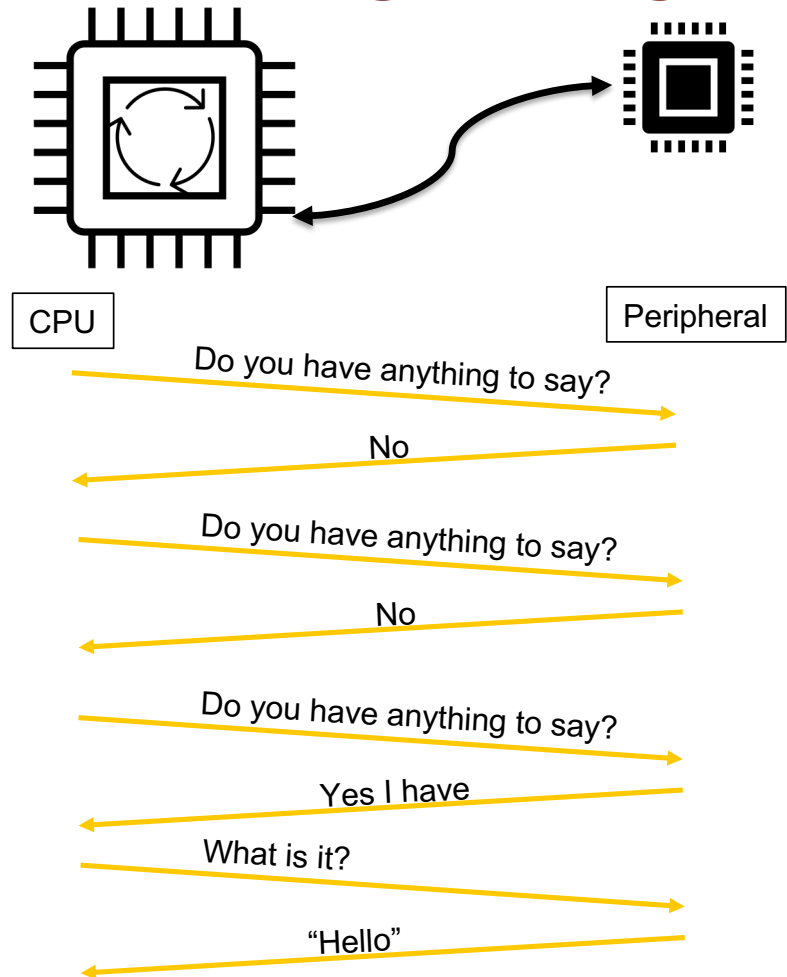 CPU
Peripheral
Do you have anything to say?
No
Do you have anything to say?
No
Do you have anything to say?
Yes I have
What is it?
“Hello”